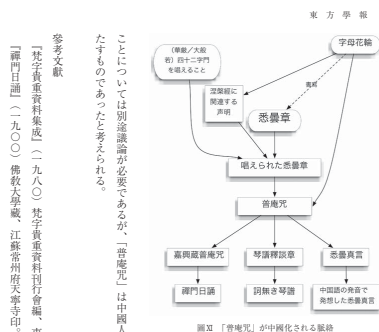 東方學報
字母花輪
（華厳／大般
若）四十二字門
を唱えること
涅槃經に
関連する
声明
悉曇章
唱えられた悉曇章
普庵咒
嘉興蔵普庵咒
琴譜釋談章
悉曇真言
禪門日誦
詞無き琴譜
中国語の発音で
発想した悉曇真言
圖XI 「普庵咒」が中國化される脈絡
ことについては別途議論が必要であるが、「普庵咒」は中國人
たすものであったと考えられる。
參考文獻
『梵字貴重資料集成』（一九八〇）梵字貴重資料刊行會編、東
『禪門日誦』（一九〇〇）佛敎大學藏、江蘇常州府天寧寺印。